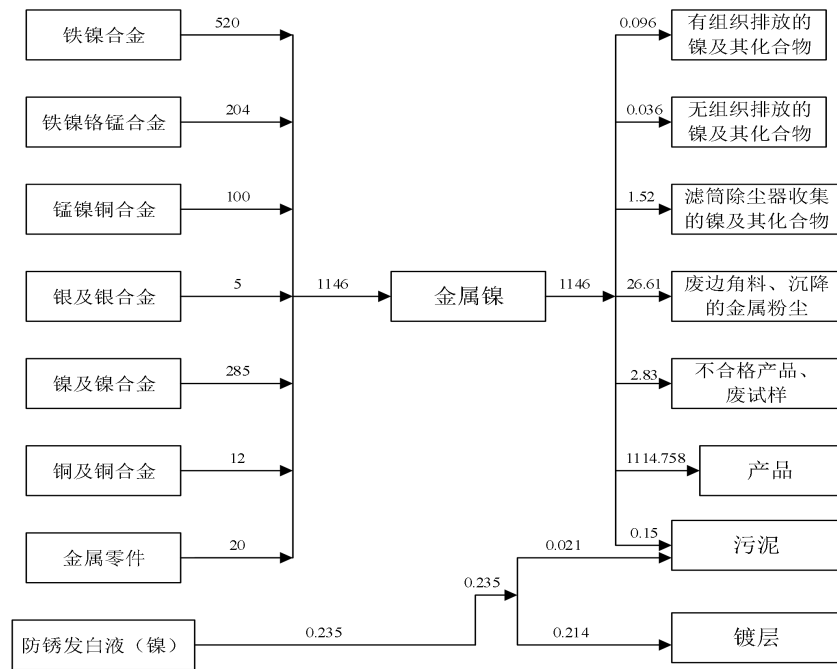 铁镍合金
520
0.096
有组织排放的
镍及其化合物
铁镍铬锰合金
204
0.036
无组织排放的
镍及其化合物
锰镍铜合金
100
1.52
滤筒除尘器收集
的镍及其化合物
银及银合金
5
1146
金属镍
1146
26.61
废边角料、沉降
的金属粉尘
镍及镍合金
285
2.83
不合格产品、
废试样
铜及铜合金
12
1114.758
产品
金属零件
20
0.021
0.15
污泥
防锈发白液（镍）
0.235
0.235
0.214
镀层